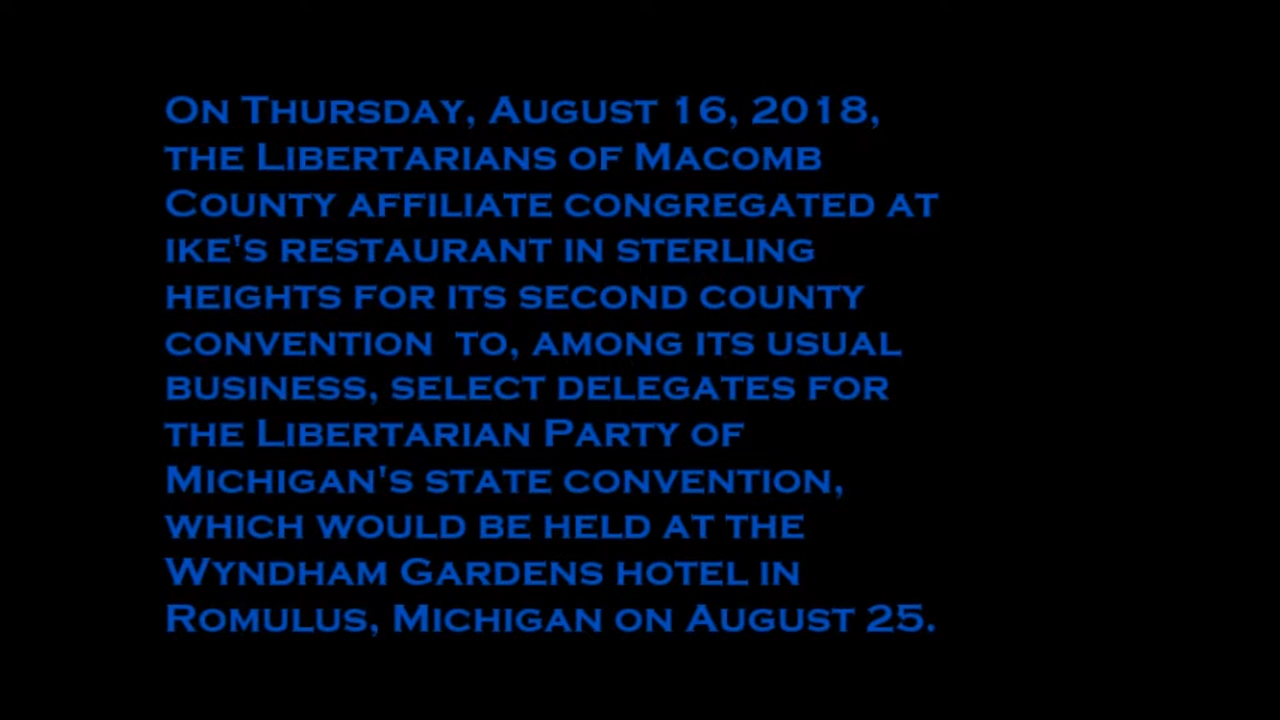 On Thursday, August 16, 2018,
the Libertarians of Macomb
County affiliate congregated at
ike's restaurant in sterling
heights for its second county
convention  to, among its usual
business, select delegates for
the Libertarian Party of
Michigan's state convention,
which would be held at the
Wyndham Gardens hotel in
Romulus, Michigan on August 25.